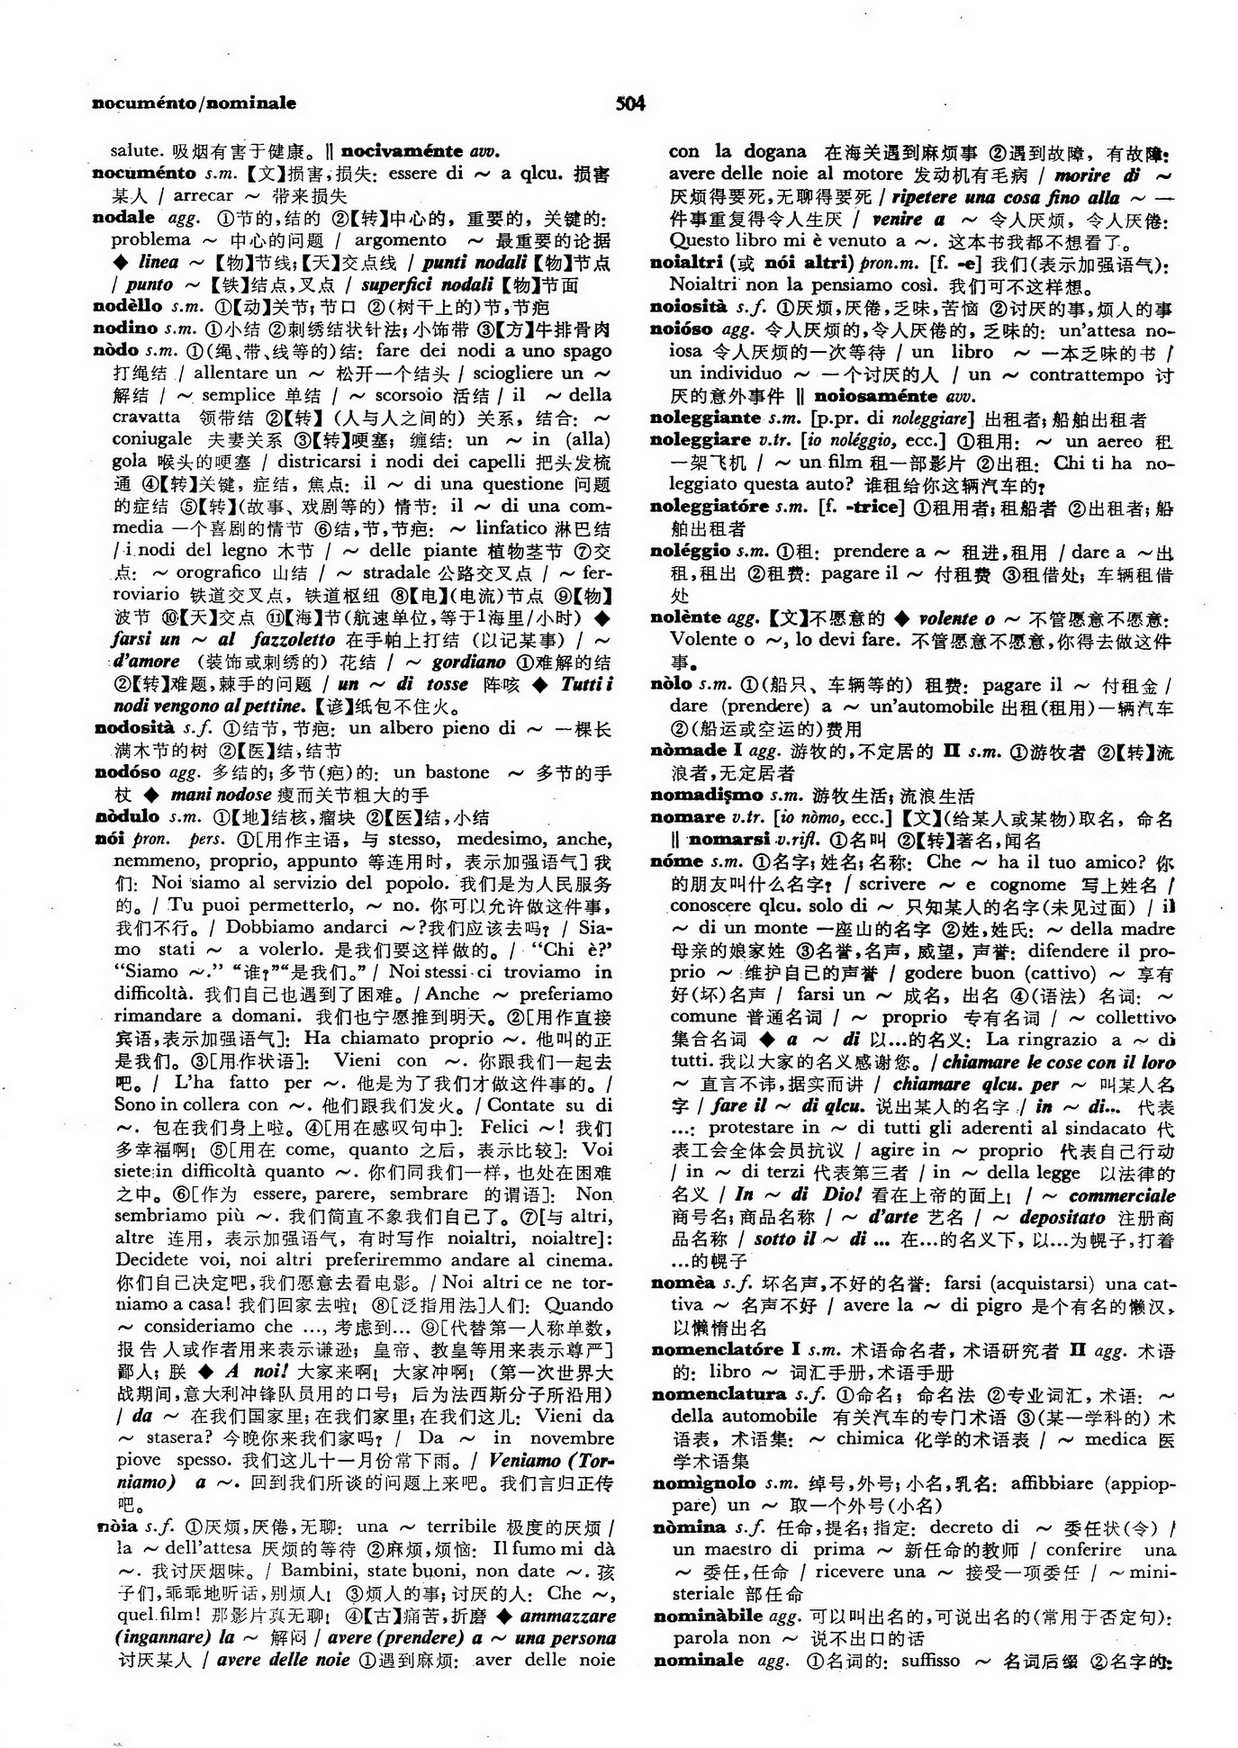 nocuménto/nominale
504
salute. 吸烟有害于健康。‖ nocivaménte avv.
nocuménto s.m. 【文】损害,损失: essere di ~ a qlcu. 损害
某人 / arrecar ~ 带来损失
nodale agg. ①节的,结的 ②【转】中心的, 重要的, 关键的:
problema ~ 中心的问题 / argomento ~ 最重要的论据
◆ linea ~ 【物】节线;【天】交点线 / punti nodali【物】节点
/ punto ~ 【铁】结点,叉点 / superfici nodali 【物】节面
nodèllo s.m. ①【动】关节; 节口 ②(树干上的)节,节疤
nodino s.m. ①小结 ②刺绣结状针法; 小饰带 ③【方】牛排骨肉
nòdo s.m. ①(绳、带、线等的)结: fare dei nodi a uno spago
打绳结 / allentare un ~ 松开一个结头 / sciogliere un ~
解结 / ~ semplice 单结 / ~ scorsoio 活结 / il ~ della
cravatta 领带结 ②【转】(人与人之间的) 关系, 结合: ~
coniugale 夫妻关系 ③【转】哽塞; 缠结: un ~ in (alla)
gola 喉头的哽塞 / districarsi i nodi dei capelli 把头发梳
通 ④【转】关键, 症结, 焦点: il ~ di una questione 问题
的症结 ⑤【转】(故事、戏剧等的) 情节: il ~ di una com-
media 一个喜剧的情节 ⑥结,节,节疤: ~ linfatico 淋巴结
/ i nodi del legno 木节 / ~ delle piante 植物茎节 ⑦交
点: ~ orografico 山结 / ~ stradale 公路交叉点 / ~ fer-
roviario 铁道交叉点, 铁道枢纽 ⑧【电】(电流)节点 ⑨【物】
波节 ⑩【天】交点 ⑪【海】节(航速单位,等于1海里/小时) ◆
farsi un ~ al fazzoletto 在手帕上打结 (以记某事) / ~
d'amore (装饰或刺绣的) 花结 / ~ gordiano ①难解的结
②【转】难题,棘手的问题 / un ~ di tosse 阵咳 ◆ Tutti i
nodi vengono al pettine. 【谚】纸包不住火。
nodosità s.f. ①结节, 节疤: un albero pieno di ~ 一棵长
满木节的树 ②【医】结,结节
nodóso agg. 多结的; 多节(疤)的: un bastone ~ 多节的手
杖 ◆ mani nodose 瘦而关节粗大的手
nòdulo s.m. ①【地】结核,瘤块 ②【医】结,小结
nói pron. pers. ①[用作主语, 与 stesso, medesimo, anche,
nemmeno, proprio, appunto 等连用时, 表示加强语气]我
们: Noi siamo al servizio del popolo. 我们是为人民服务
的。/ Tu puoi permetterlo, ~ no. 你可以允许做这件事,
我们不行。/ Dobbiamo andarci ~?我们应该去吗? / Sia-
mo stati ~ a volerlo. 是我们要这样做的。/ “Chi è?”
“Siamo ~.” “谁?”“是我们。” / Noi stessi ci troviamo in
difficoltà. 我们自己也遇到了困难。/ Anche ~ preferiamo
rimandare a domani. 我们也宁愿推到明天。②[用作直接
宾语,表示加强语气]: Ha chiamato proprio ~. 他叫的正
是我们。③[用作状语]: Vieni con ~. 你跟我们一起去
吧。/ L'ha fatto per ~. 他是为了我们才做这件事的。/
Sono in collera con ~. 他们跟我们发火。/ Contate su di
~. 包在我们身上啦。④[用在感叹句中]: Felici ~! 我们
多幸福啊! ⑤[用在 come, quanto 之后, 表示比较]: Voi
siete in difficoltà quanto ~. 你们同我们一样, 也处在困难
之中。⑥[作为 essere, parere, sembrare 的谓语]: Non
sembriamo più ~. 我们简直不象我们自己了。⑦[与 altri,
altre 连用, 表示加强语气, 有时写作 noialtri, noialtre]:
Decidete voi, noi altri preferiremmo andare al cinema.
你们自己决定吧,我们愿意去看电影。/ Noi altri ce ne tor-
niamo a casa! 我们回家去啦! ⑧[泛指用法]人们: Quando
~ consideriamo che ..., 考虑到... ⑨[代替第一人称单数,
报告人或作者用来表示谦逊; 皇帝、教皇等用来表示尊严]
鄙人; 朕 ◆ A noi! 大家来啊! 大家冲啊! (第一次世界大
战期间,意大利冲锋队员用的口号; 后为法西斯分子所沿用)
/ da ~ 在我们国家里; 在我们家里; 在我们这儿: Vieni da
~ stasera? 今晚你来我们家吗? / Da ~ in novembre
piove spesso. 我们这儿十一月份常下雨。/ Veniamo (Tor-
niamo) a ~. 回到我们所谈的问题上来吧。我们言归正传
吧。
nòia s.f. ①厌烦,厌倦,无聊: una ~ terribile 极度的厌烦 /
la ~ dell'attesa 厌烦的等待 ②麻烦,烦恼: Il fumo mi dà
~. 我讨厌烟味。/ Bambini, state buoni, non date ~. 孩
子们,乖乖地听话,别烦人! ③烦人的事; 讨厌的人: Che ~,
quel film! 那影片真无聊! ④【古】痛苦,折磨 ◆ ammazzare
(ingannare) la ~ 解闷 / avere (prendere) a ~ una persona
讨厌某人 / avere delle noie ①遇到麻烦: aver delle noie
con la dogana 在海关遇到麻烦事 ②遇到故障, 有故障:
avere delle noie al motore 发动机有毛病 / morire di ~
厌烦得要死,无聊得要死 / ripetere una cosa fino alla ~ 一
件事重复得令人生厌 / venire a ~ 令人厌烦, 令人厌倦:
Questo libro mi è venuto a ~. 这本书我都不想看了。
noialtri (或 nói altri) pron.m. [f. -e] 我们(表示加强语气):
Noialtri non la pensiamo così. 我们可不这样想。
noiosità s.f. ①厌烦,厌倦,乏味,苦恼 ②讨厌的事,烦人的事
noióso agg. 令人厌烦的,令人厌倦的, 乏味的: un'attesa no-
iosa 令人厌烦的一次等待 / un libro ~ 一本乏味的书 /
un individuo ~ 一个讨厌的人 / un ~ contrattempo 讨
厌的意外事件 ‖ noiosaménte avv.
noleggiante s.m. [p.pr. di noleggiare] 出租者; 船舶出租者
noleggiare v.tr. [io noléggio, ecc.] ①租用: ~ un aereo 租
一架飞机 / ~ un film 租一部影片 ②出租: Chi ti ha no-
leggiato questa auto? 谁租给你这辆汽车的?
noleggiatóre s.m. [f. -trice] ①租用者; 租船者 ②出租者; 船
舶出租者
noléggio s.m. ①租: prendere a ~ 租进,租用 / dare a ~出
租,租出 ②租费: pagare il ~ 付租费 ③租借处; 车辆租借
处
nolènte agg. 【文】不愿意的 ◆ volente o ~ 不管愿意不愿意:
Volente o ~, lo devi fare. 不管愿意不愿意,你得去做这件
事。
nòlo s.m. ①(船只、车辆等的) 租费: pagare il ~ 付租金 /
dare (prendere) a ~ un'automobile 出租(租用)一辆汽车
②(船运或空运的)费用
nòmade I agg. 游牧的,不定居的 II s.m. ①游牧者 ②【转】流
浪者,无定居者
nomadiṣmo s.m. 游牧生活; 流浪生活
nomare v.tr. [io nòmo, ecc.] 【文】(给某人或某物)取名, 命名
‖ nomarsi v.rifl. ①名叫 ②【转】著名,闻名
nóme s.m. ①名字; 姓名; 名称: Che ~ ha il tuo amico? 你
的朋友叫什么名字? / scrivere ~ e cognome 写上姓名 /
conoscere qlcu. solo di ~ 只知某人的名字(未见过面) / il
~ di un monte 一座山的名字 ②姓,姓氏: ~ della madre
母亲的娘家姓 ③名誉,名声, 威望, 声誉: difendere il pro-
prio ~ 维护自己的声誉 / godere buon (cattivo) ~ 享有
好(坏)名声 / farsi un ~ 成名, 出名 ④(语法) 名词: ~
comune 普通名词 / ~ proprio 专有名词 / ~ collettivo
集合名词 ◆ a ~ di 以...的名义: La ringrazio a ~ di
tutti. 我以大家的名义感谢您。/ chiamare le cose con il loro
~ 直言不讳,据实而讲 / chiamare qlcu. per ~ 叫某人名
字 / fare il ~ di qlcu. 说出某人的名字 / in ~ di... 代表
...: protestare in ~ di tutti gli aderenti al sindacato 代
表工会全体会员抗议 / agire in ~ proprio 代表自己行动
/ in ~ di terzi 代表第三者 / in ~ della legge 以法律的
名义 / In ~ di Dio! 看在上帝的面上! / ~ commerciale
商号名; 商品名称 / ~ d'arte 艺名 / ~ depositato 注册商
品名称 / sotto il ~ di ... 在...的名义下, 以...为幌子,打着
...的幌子
nomèa s.f. 坏名声,不好的名誉: farsi (acquistarsi) una cat-
tiva ~ 名声不好 / avere la ~ di pigro 是个有名的懒汉,
以懒惰出名
nomenclatóre I s.m. 术语命名者, 术语研究者 II agg. 术语
的: libro ~ 词汇手册, 术语手册
nomenclatura s.f. ①命名; 命名法 ②专业词汇, 术语: ~
della automobile 有关汽车的专门术语 ③(某一学科的) 术
语表, 术语集: ~ chimica 化学的术语表 / ~ medica 医
学术语集
nomìgnolo s.m. 绰号,外号; 小名,乳名: affibbiare (appiop-
pare) un ~ 取一个外号(小名)
nòmina s.f. 任命,提名; 指定: decreto di ~ 委任状(令) /
un maestro di prima ~ 新任命的教师 / conferire una
~ 委任,任命 / ricevere una ~ 接受一项委任 / ~ mini-
steriale 部任命
nominàbile agg. 可以叫出名的,可说出名的(常用于否定句):
parola non ~ 说不出口的话
nominale agg. ①名词的: suffisso ~ 名词后缀 ②名字的: